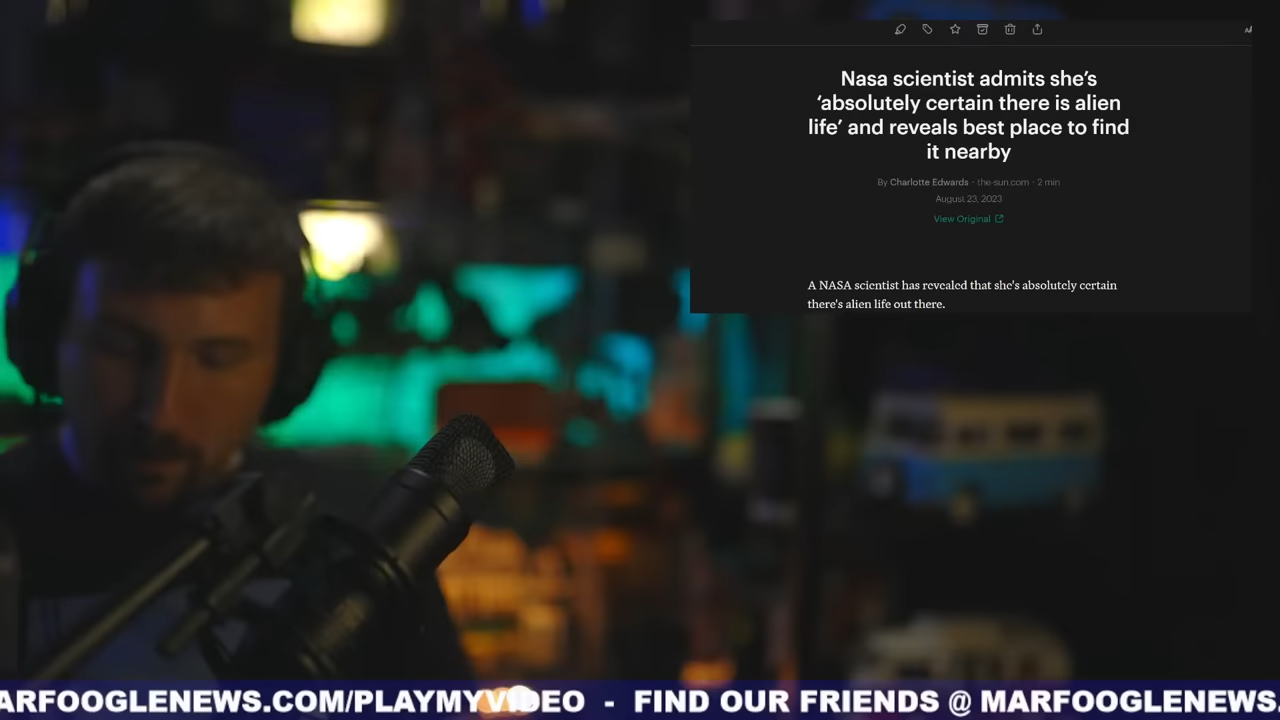 Nasa scientist admits she's
'absolutely certain there is alien
life' and reveals best place to find
it nearby
By Charlotte Edwards · the-sun.com · 2 min
August 23, 2023
View Original
A NASA scientist has revealed that she's absolutely certain
there's alien life out there.
ARFOOGLENEWS.COM/PLAYMYVIDEO - FIND OUR FRIENDS @ MARFOOGLENEWS.